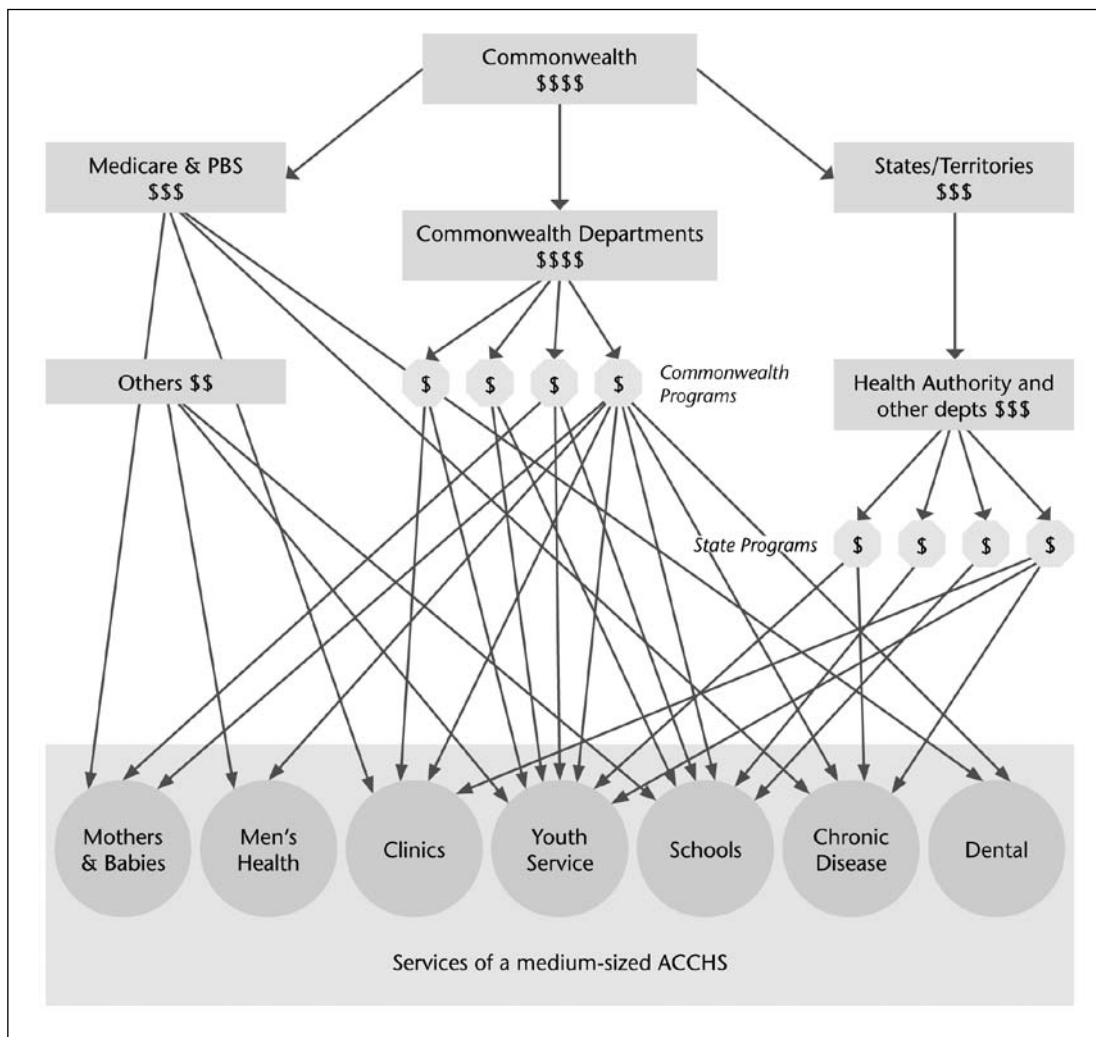 Commonwealth
$$$$
Medicare & PBS
$$$
States/Territories
$$$
Commonwealth Departments
$$$$
Others $$
$ $ $ $
Commonwealth
Programs
Health Authority and
other depts $$$
State Programs
$ $ $ $
Mothers
& Babies
Men's
Health
Clinics
Youth
Service
Schools
Chronic
Disease
Dental
Services of a medium-sized ACCHS